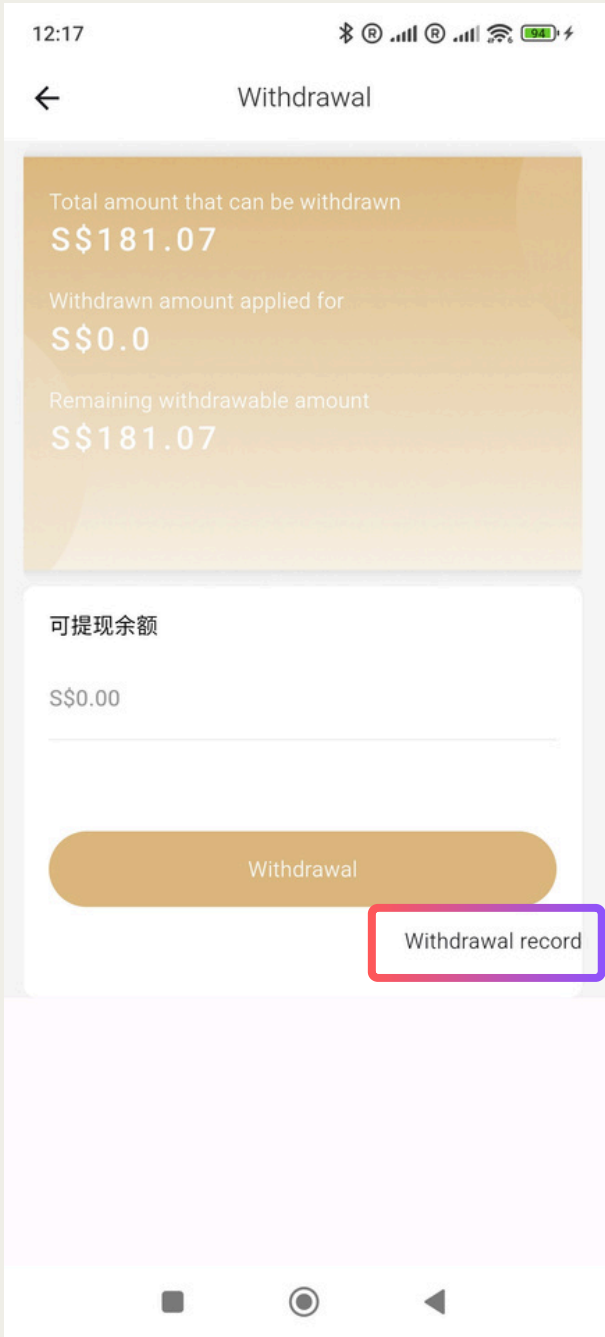 12:17
94
Withdrawal
Total amount that can be withdrawn
S$181.07
Withdrawn amount applied for
S$0.0
Remaining withdrawable amount
S$181.07
可提现余额
S$0.00
Withdrawal
Withdrawal record